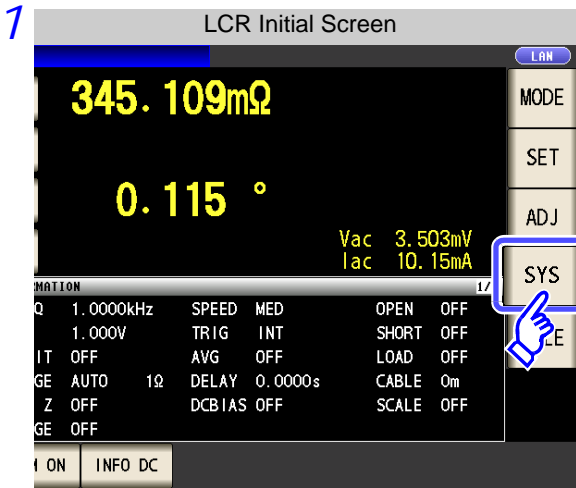 1
LCR Initial Screen
LAN
345.109mΩ
MODE
SET
0.115 °
ADJ
Vac 3.503mV
Iac 10.15mA
SYS
RMATION 1/
Q 1.0000kHz SPEED MED OPEN OFF
1.000V TRIG INT SHORT OFF
IT OFF AVG OFF LOAD OFF
GE AUTO 1Ω DELAY 0.0000s CABLE 0m
Z OFF DCBIAS OFF SCALE OFF
GE OFF
M ON INFO DC